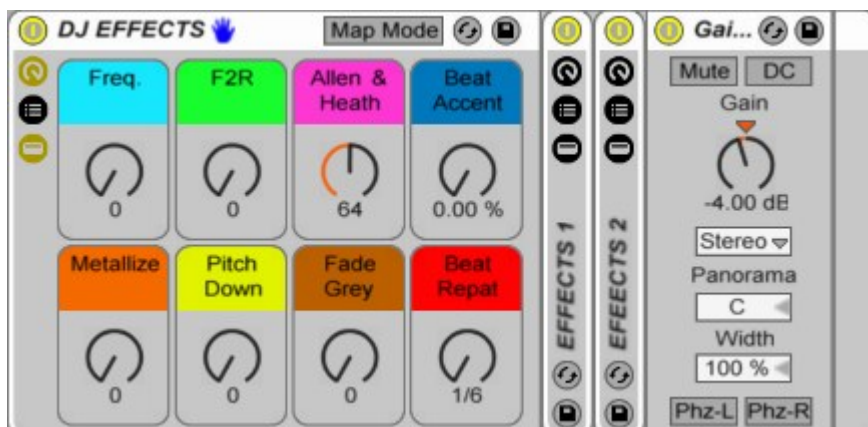 DJ EFFECTS
Map Mode
Freq.
F2R
Allen &
Heath
Beat
Accent
0
0
64
0.00 %
Metallize
Pitch
Down
Fade
Grey
Beat
Repat
0
0
0
1/6
EFFECTS 1
EFEECTS 2
Gai...
Mute
DC
Gain
-4.00 dB
Stereo
Panorama
C
Width
100 %
Phz-L
Phz-R